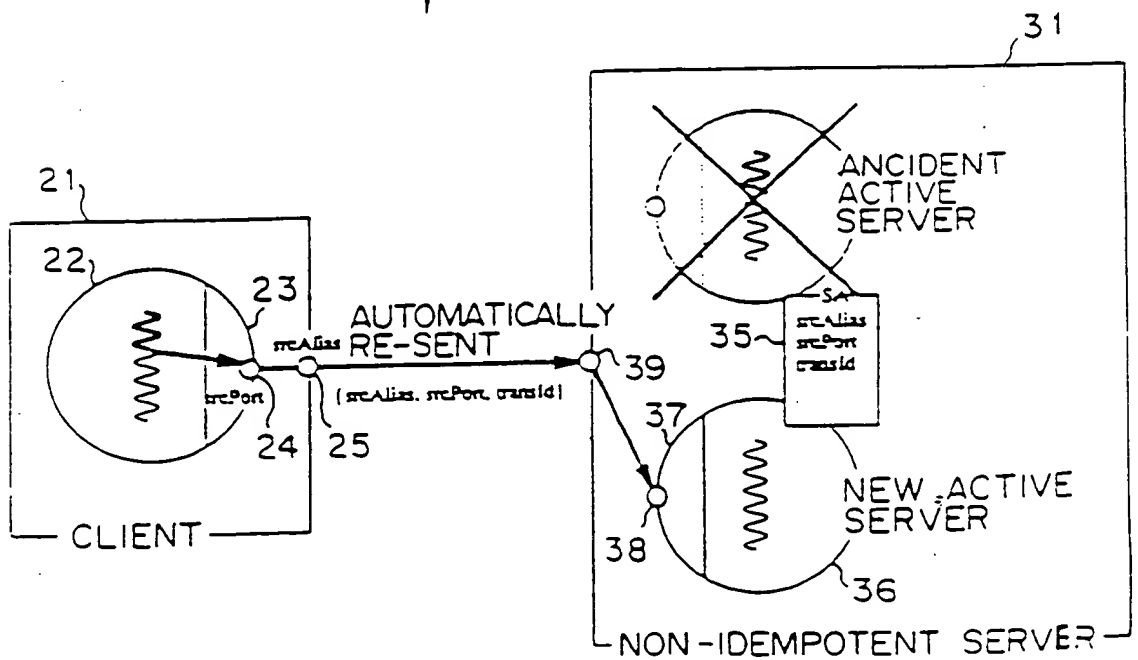 31
21
ANCIDENT
ACTIVE
SERVER
22
23
srcAlias
AUTOMATICALLY
RE-SENT
SA
35
srcAlias
srcPort
transid
39
srcPort
(srcAlias, srcPort, transid)
24
25
37
NEW ACTIVE
SERVER
38
36
CLIENT
NON-IDEMPOTENT SERVER